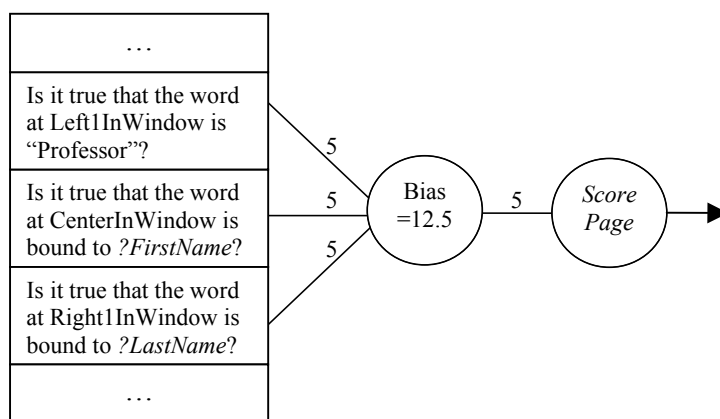 …
Is it true that the word
at Left1InWindow is
“Professor”?
Is it true that the word
at CenterInWindow is
bound to ?FirstName?
Is it true that the word
at Right1InWindow is
bound to ?LastName?
…
5
5
5
Bias
=12.5
5
Score
Page